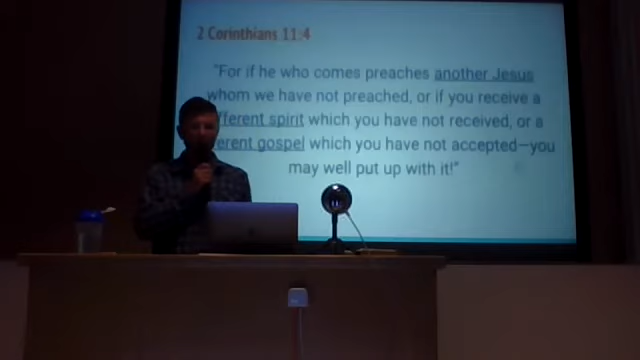 2 Corinthians 11:4
"For if he who comes preaches another Jesus
whom we have not preached, or if you receive a
fferent spirit which you have not received, or a
erent gospel which you have not accepted—you
may well put up with it!"